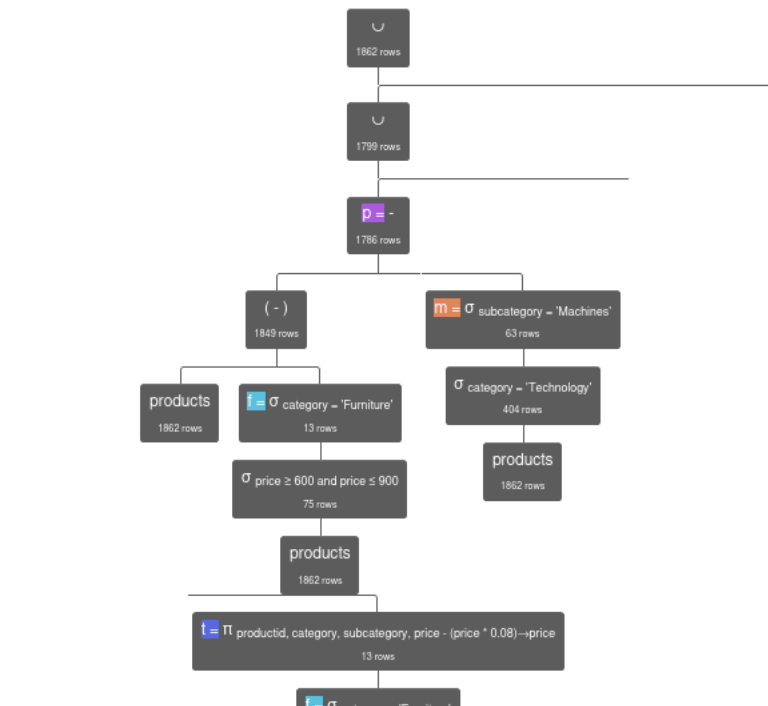 ∪
1862 rows
∪
1799 rows
p = -
1786 rows
( - )
1849 rows
m = σ subcategory = 'Machines'
63 rows
products
1862 rows
f = σ category = 'Furniture'
13 rows
σ category = 'Technology'
404 rows
σ price ≥ 600 and price ≤ 900
75 rows
products
1862 rows
products
1862 rows
t = π productid, category, subcategory, price - (price * 0.08)→price
13 rows